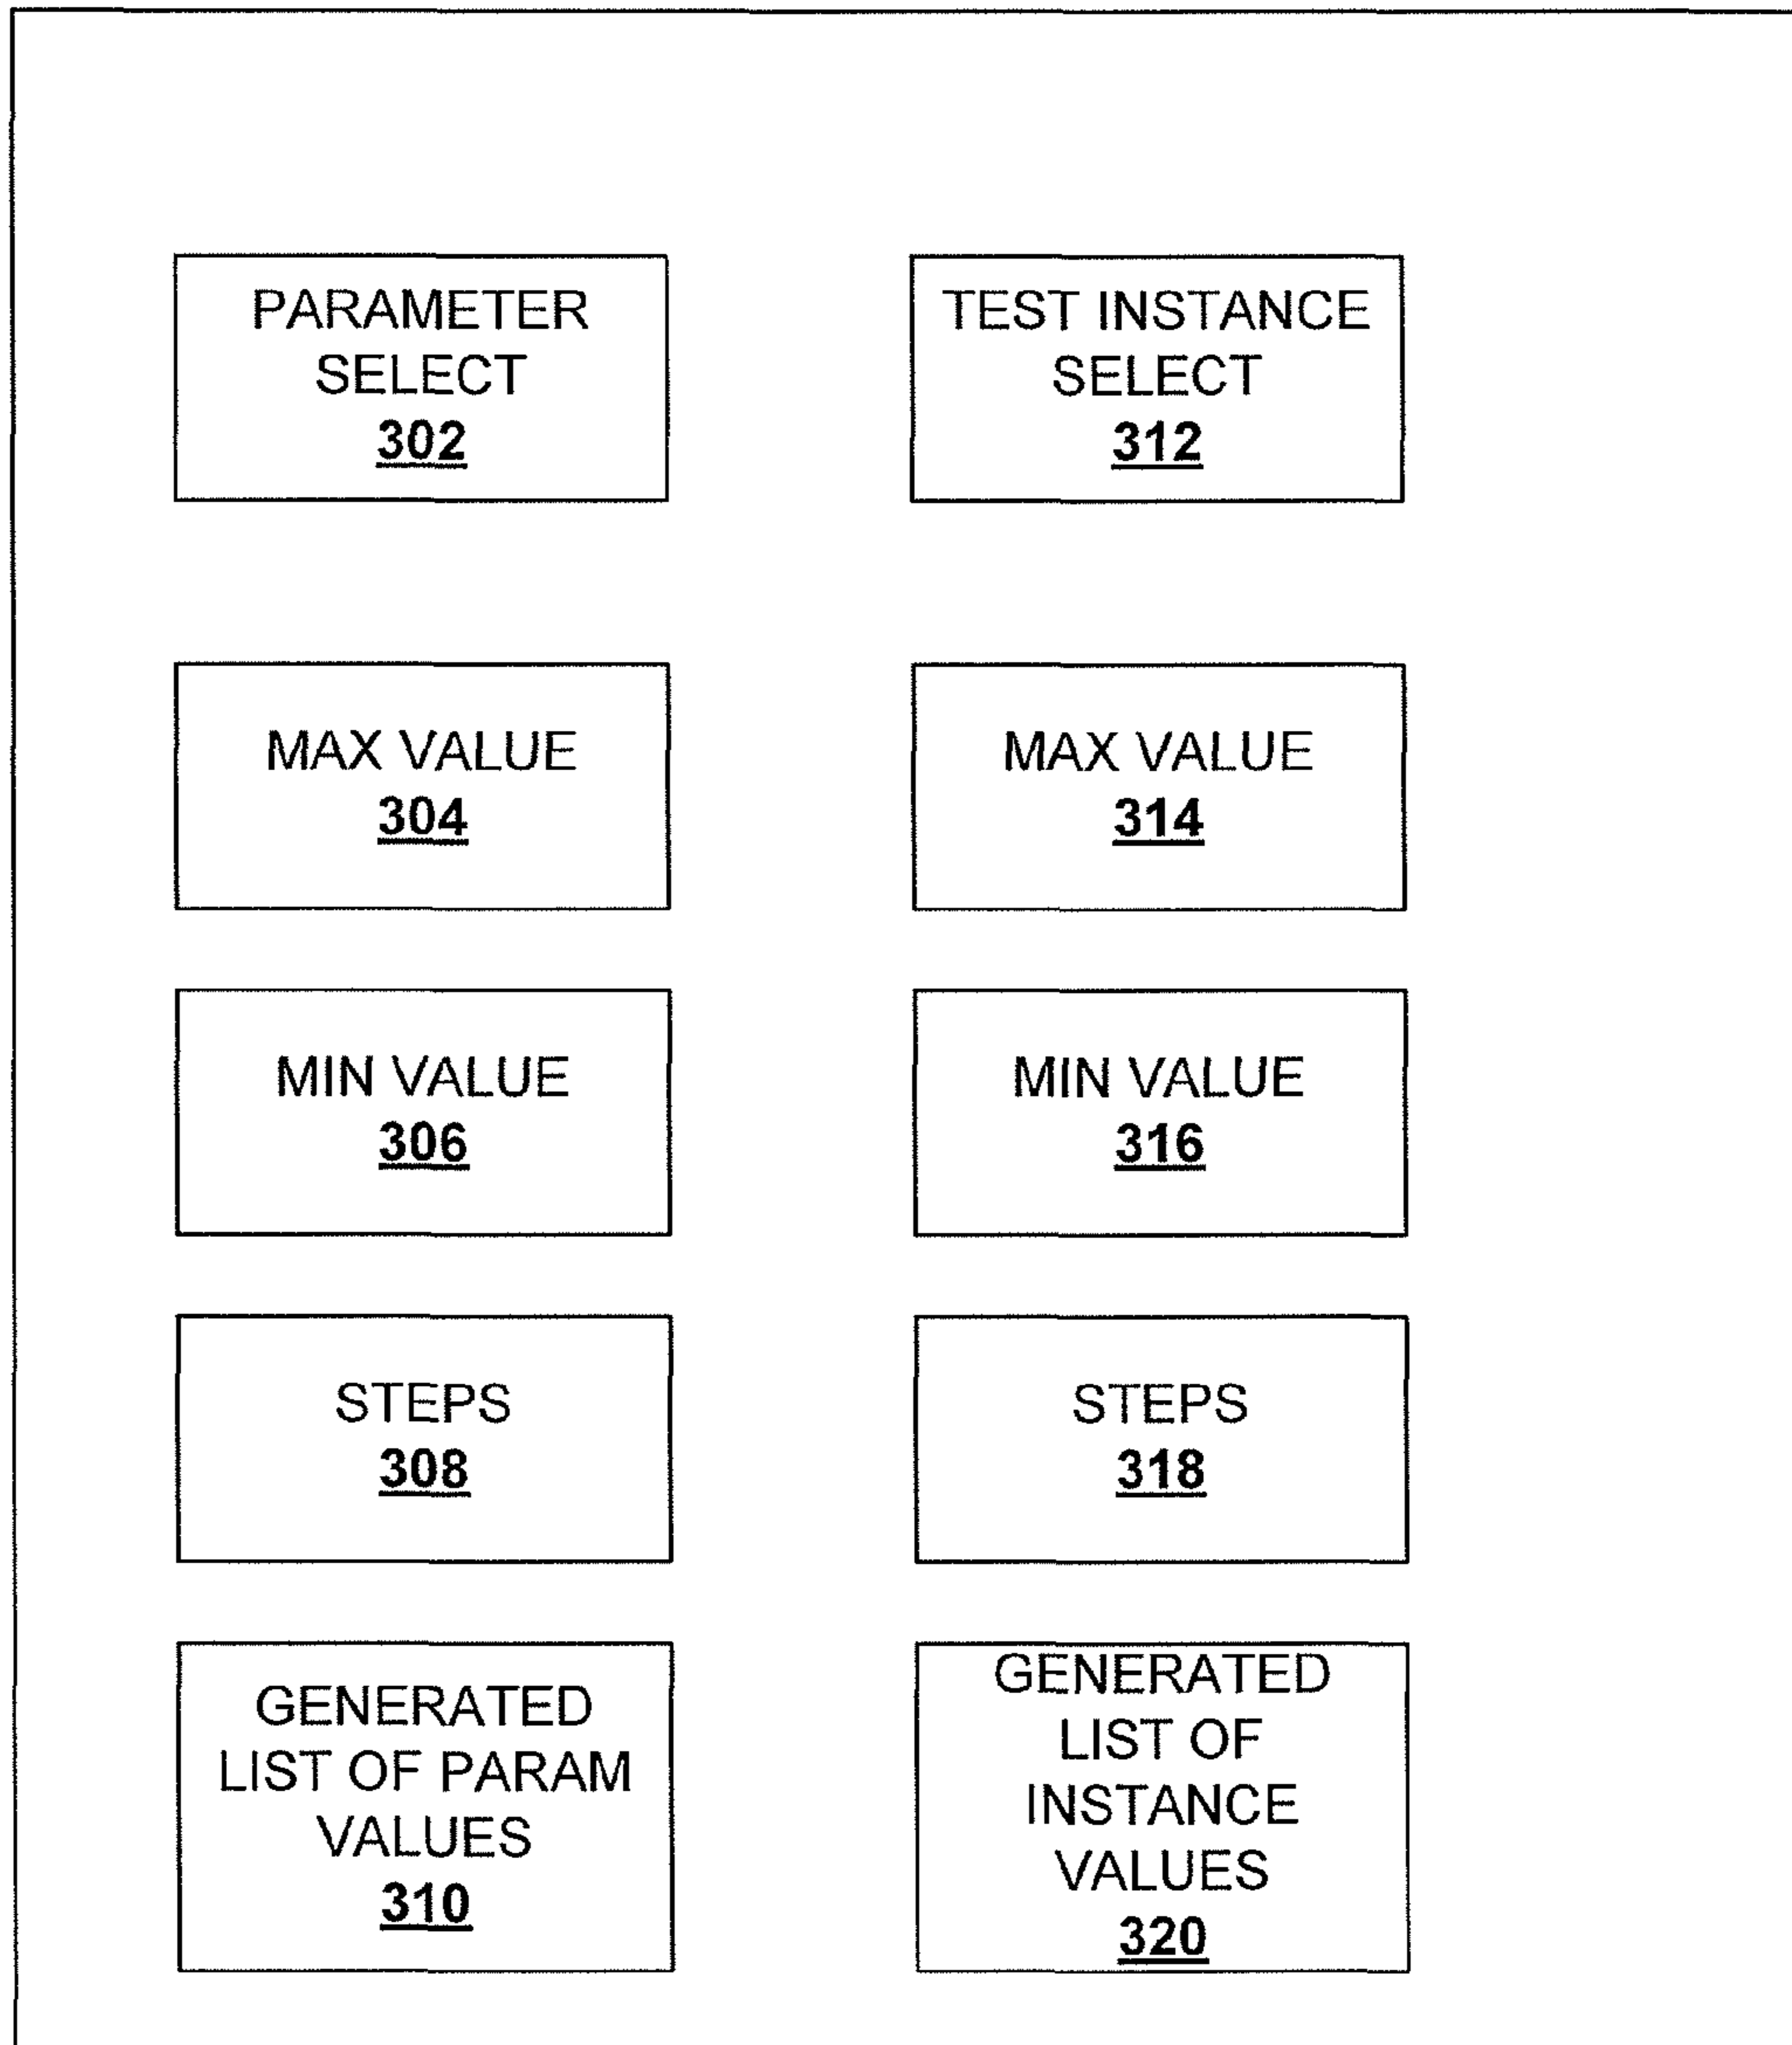 PARAMETER
SELECT
302
TEST INSTANCE
SELECT
312
MAX VALUE
304
MAX VALUE
314
MIN VALUE
306
MIN VALUE
316
STEPS
308
STEPS
318
GENERATED
LIST OF PARAM
VALUES
310
GENERATED
LIST OF
INSTANCE
VALUES
320